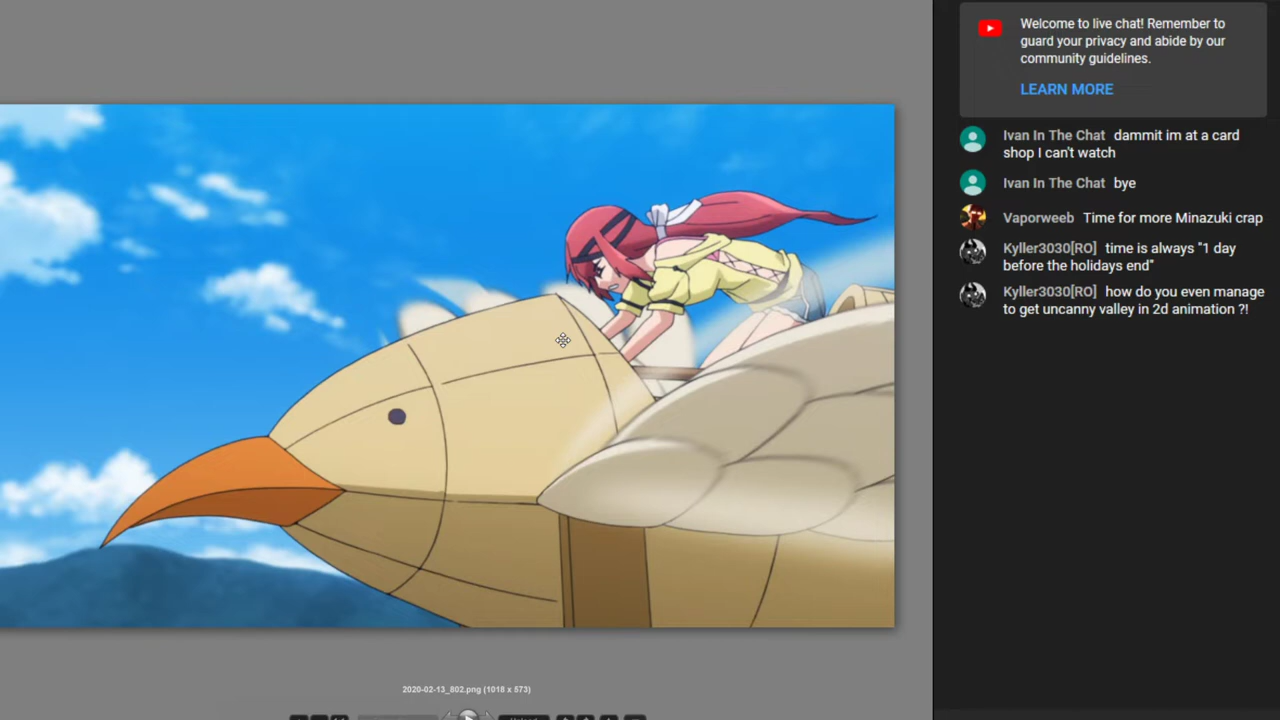 Welcome to live chat! Remember to
guard your privacy and abide by our
community guidelines.
LEARN MORE
Ivan In The Chat dammit im at a card
shop I can't watch
Ivan In The Chat bye
Vaporweeb Time for more Minazuki crap
Kyller3030[RO] time is always "1 day
before the holidays end"
Kyller3030[RO] how do you even manage
to get uncanny valley in 2d animation ?!
2020-02-13_802.png (1018 x 573)